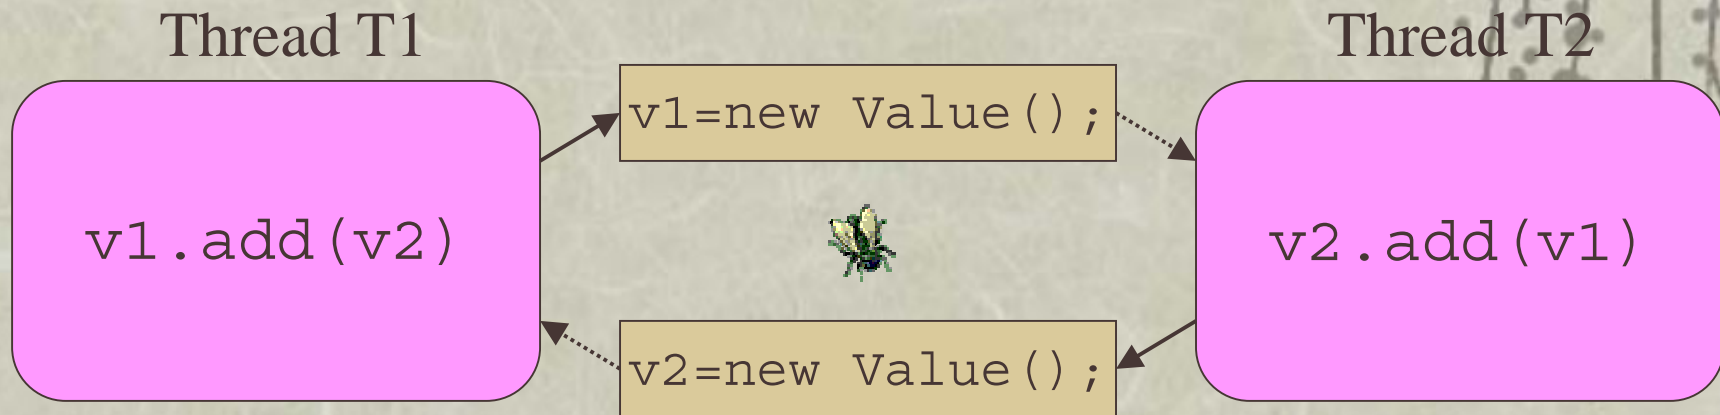 Thread T1
Thread T2
v1=new Value();
v1.add(v2)
v2.add(v1)
v2=new Value();